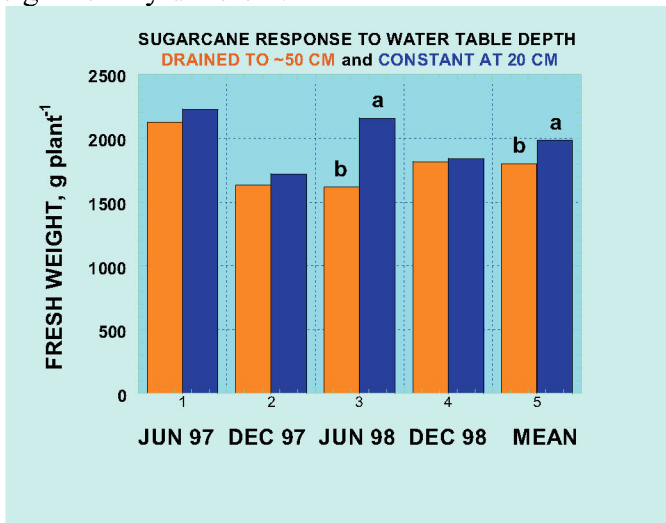 SUGARCANE RESPONSE TO WATER TABLE DEPTH
DRAINED TO ~50 CM and CONSTANT AT 20 CM
2500
2000
1500
1000
500
0
FRESH WEIGHT, g plant-1
a
b
a
b
1 2 3 4 5
JUN 97 DEC 97 JUN 98 DEC 98 MEAN